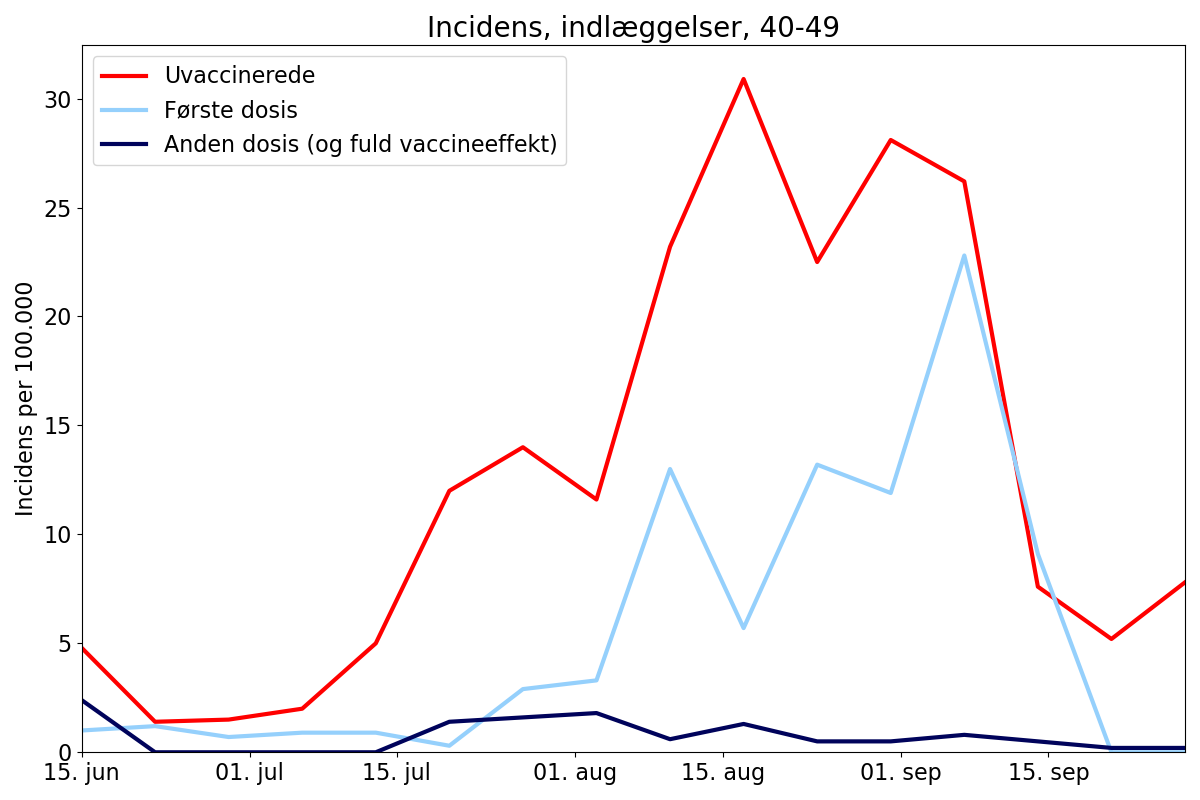 Incidens, indlæggelser, 40-49
Uvaccinerede
Første dosis
Anden dosis (og fuld vaccineeffekt)
Incidens per 100.000
30
25
20
15
10
5
0
15. jun
01. jul
15. jul
01. aug
15. aug
01. sep
15. sep